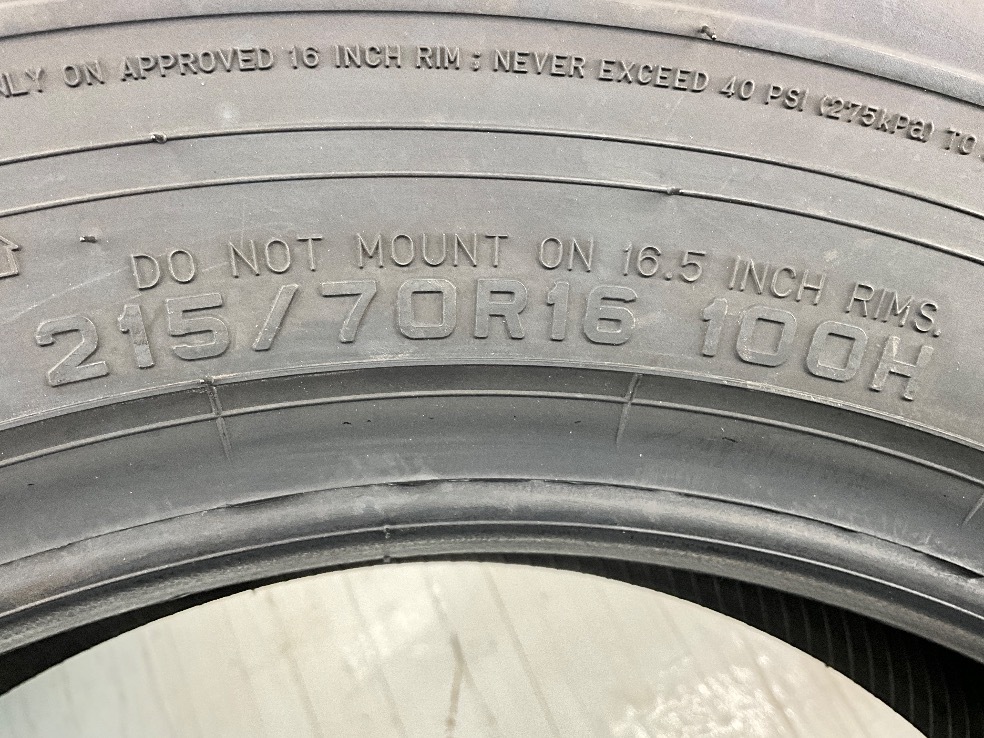 ON APPROVED 16 INCH RIM ; NEVER EXCEED 40 PSI (275kPa) TO
DO NOT MOUNT ON 16.5 INCH RIMS.
215/70R16 100H